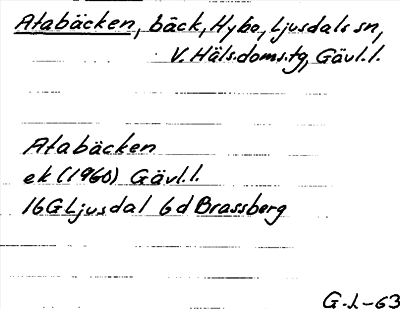 Atabäcken, bäck, Hybo, Ljusdals sn,
V. Häls.doms.tg, Gävl.l.
Atabäcken
ek (1960) Gävl.l.
16G Ljusdal 6d Brassberg
G.L.-63